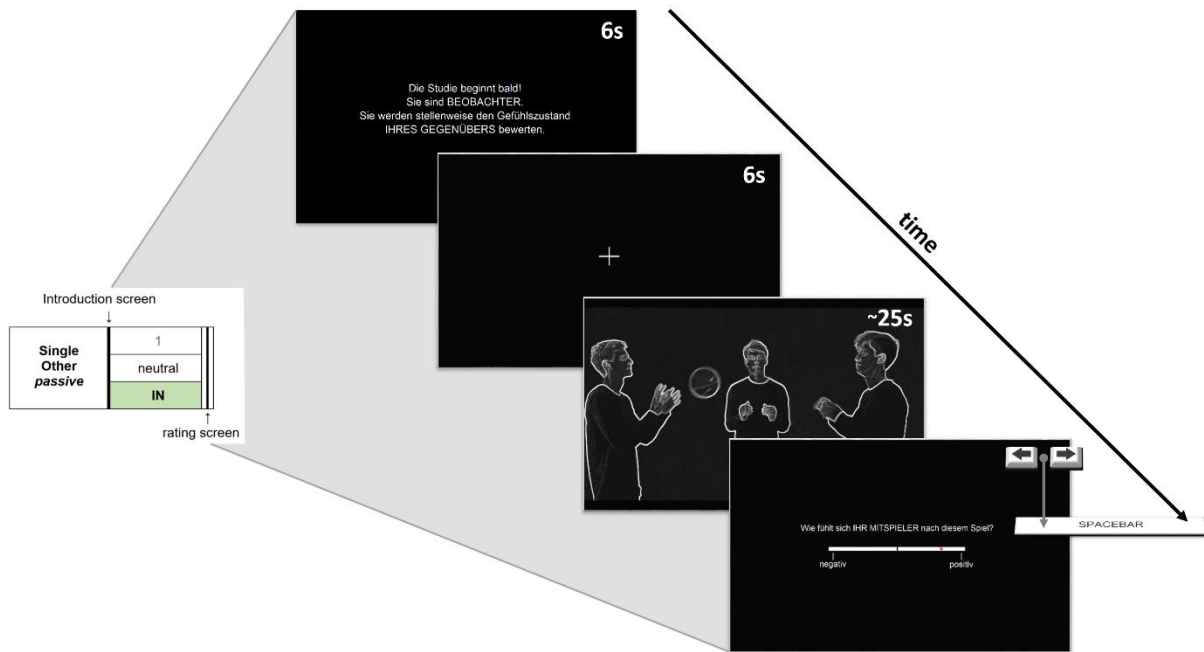 6s
Die Studie beginnt bald!
Sie sind BEOBACHTER.
Sie werden stellenweise den Gefühlszustand
IHRES GEGENÜBERS bewerten.
6s
time
~25s
Introduction screen
↓
Single
Other
passive
1
neutral
IN
↑
rating screen
Wie fühlt sich IHR MITSPIELER nach diesem Spiel?
negativ
positiv
SPACEBAR